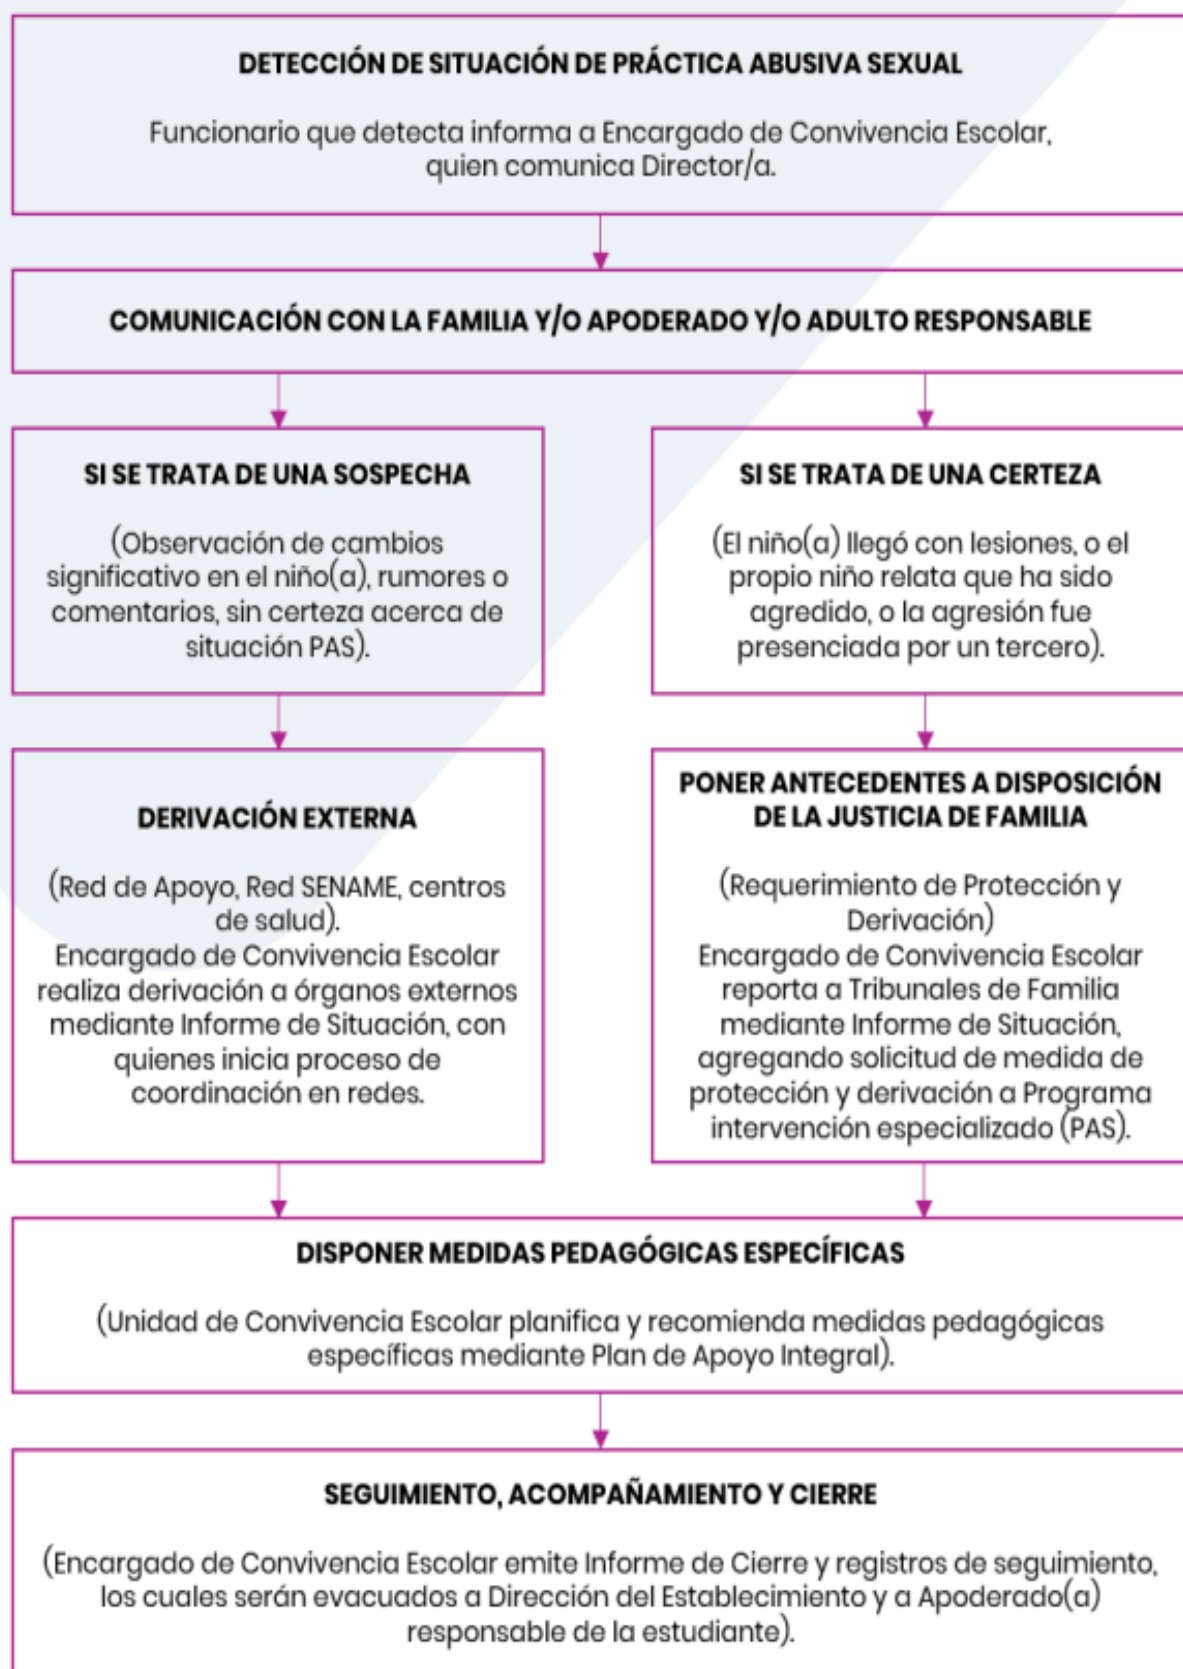 DETECCIÓN DE SITUACIÓN DE PRÁCTICA ABUSIVA SEXUAL
Funcionario que detecta informa a Encargado de Convivencia Escolar,
quien comunica Director/a.
COMUNICACIÓN CON LA FAMILIA Y/O APODERADO Y/O ADULTO RESPONSABLE
SI SE TRATA DE UNA SOSPECHA
(Observación de cambios
significativo en el niño(a), rumores o
comentarios, sin certeza acerca de
situación PAS).
SI SE TRATA DE UNA CERTEZA
(El niño(a) llegó con lesiones, o el
propio niño relata que ha sido
agredido, o la agresión fue
presenciada por un tercero).
DERIVACIÓN EXTERNA
(Red de Apoyo, Red SENAME, centros
de salud).
Encargado de Convivencia Escolar
realiza derivación a órganos externos
mediante Informe de Situación, con
quienes inicia proceso de
coordinación en redes.
PONER ANTECEDENTES A DISPOSICIÓN
DE LA JUSTICIA DE FAMILIA
(Requerimiento de Protección y
Derivación)
Encargado de Convivencia Escolar
reporta a Tribunales de Familia
mediante Informe de Situación,
agregando solicitud de medida de
protección y derivación a Programa
intervención especializado (PAS).
DISPONER MEDIDAS PEDAGÓGICAS ESPECÍFICAS
(Unidad de Convivencia Escolar planifica y recomienda medidas pedagógicas
específicas mediante Plan de Apoyo Integral).
SEGUIMIENTO, ACOMPAÑAMIENTO Y CIERRE
(Encargado de Convivencia Escolar emite Informe de Cierre y registros de seguimiento,
los cuales serán evacuados a Dirección del Establecimiento y a Apoderado(a)
responsable de la estudiante).